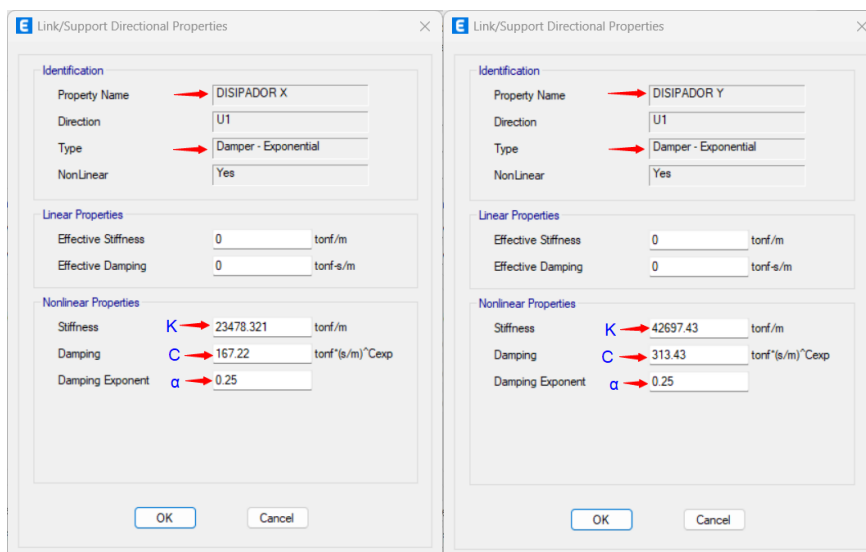 E Link/Support Directional Properties
Identification
Property Name DISIPADOR X
Direction U1
Type Damper - Exponential
NonLinear Yes
Linear Properties
Effective Stiffness 0 tonf/m
Effective Damping 0 tonf-s/m
Nonlinear Properties
Stiffness K 23478.321 tonf/m
Damping C 167.22 tonf*(s/m)^Cexp
Damping Exponent α 0.25
OK Cancel
E Link/Support Directional Properties
Identification
Property Name DISIPADOR Y
Direction U1
Type Damper - Exponential
NonLinear Yes
Linear Properties
Effective Stiffness 0 tonf/m
Effective Damping 0 tonf-s/m
Nonlinear Properties
Stiffness K 42697.43 tonf/m
Damping C 313.43 tonf*(s/m)^Cexp
Damping Exponent α 0.25
OK Cancel